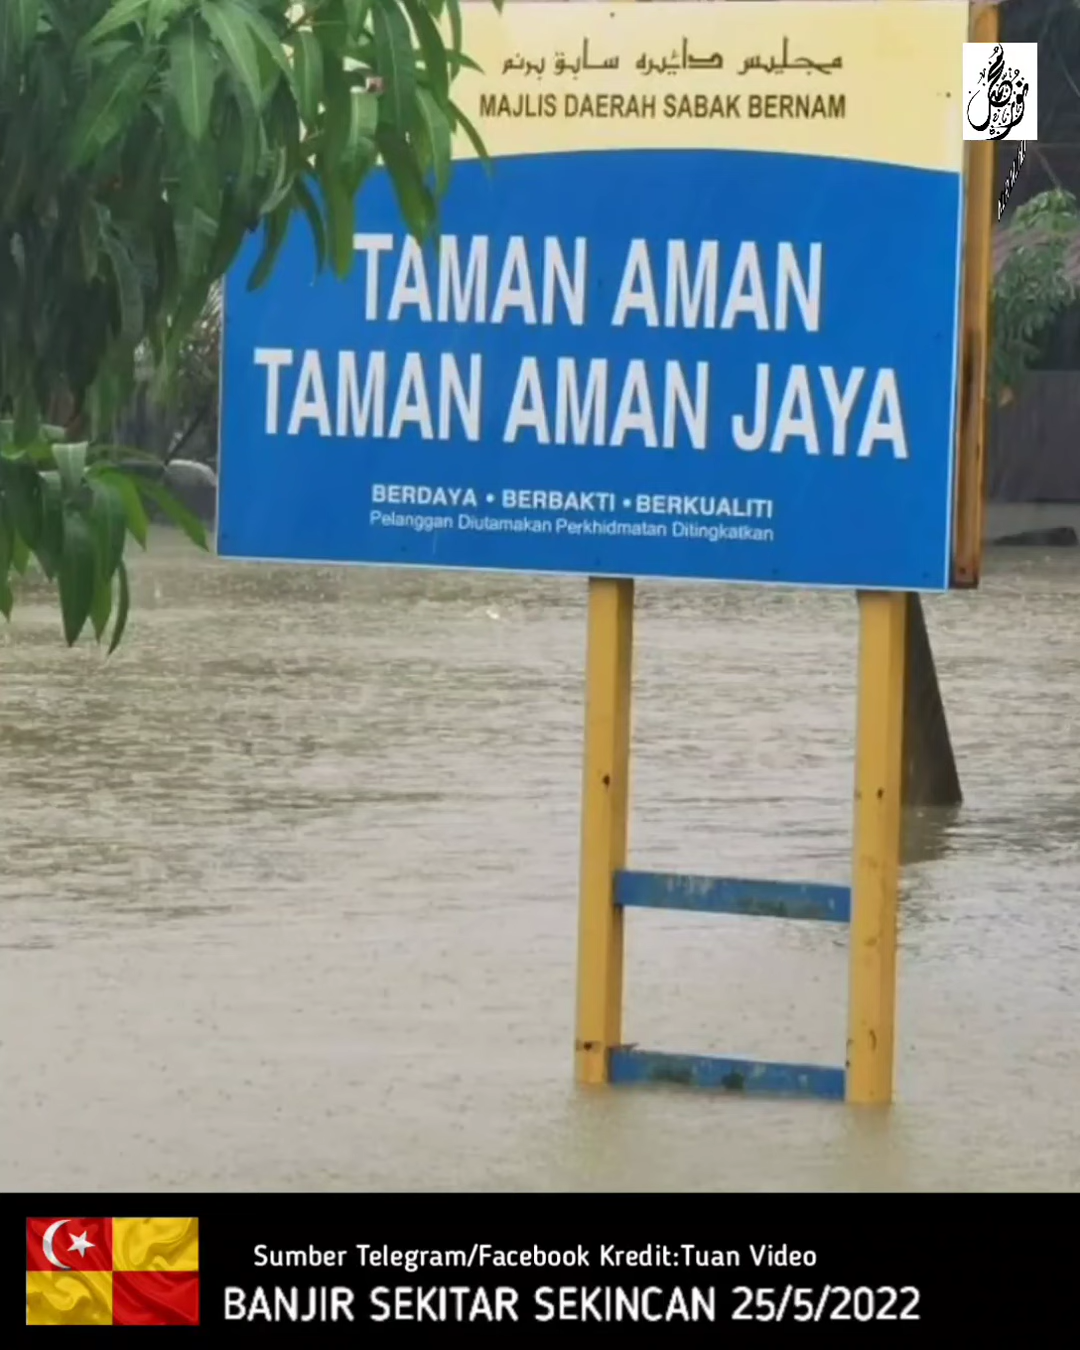 مجليس دائيره سابق برنم
MAJLIS DAERAH SABAK BERNAM
TAMAN AMAN
TAMAN AMAN JAYA
BERDAYA • BERBAKTI • BERKUALITI
Pelanggan Diutamakan Perkhidmatan Ditingkatkan
Sumber Telegram/Facebook Kredit:Tuan Video
BANJIR SEKITAR SEKINCAN 25/5/2022